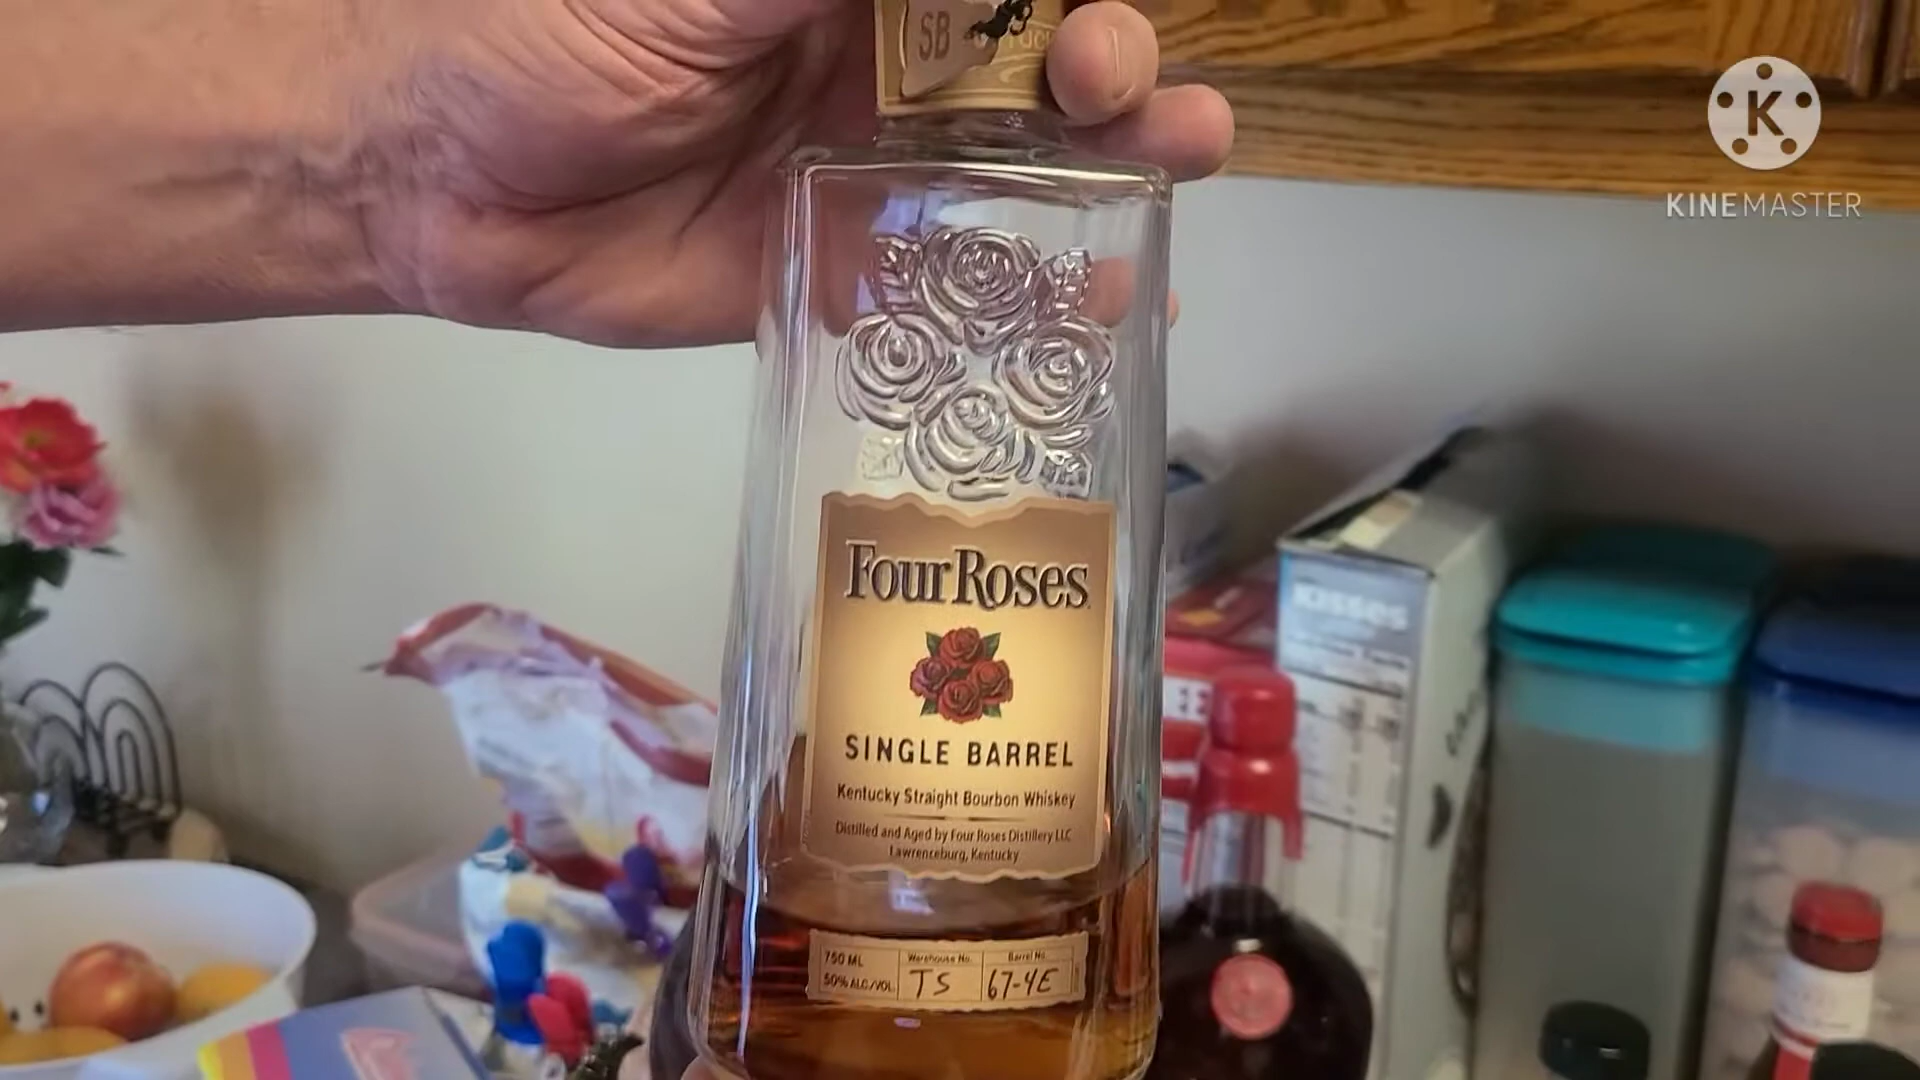 SB
KINEMASTER
Four Roses
SINGLE BARREL
Kentucky Straight Bourbon Whiskey
Distilled and Aged by Four Roses Distillery LLC
Lawrenceburg, Kentucky
750 ML
50% ALC/VOL.
Warehouse No.
TS
Barrel No.
67-4E
KISSES